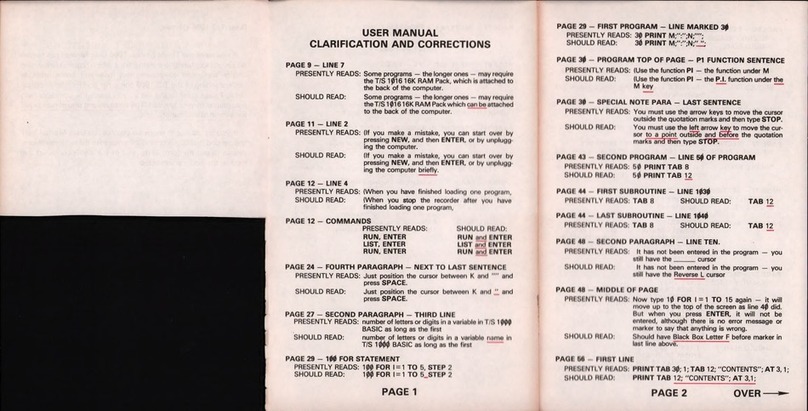 USER MANUAL
CLARIFICATION AND CORRECTIONS
PAGE 9 — LINE 7
PRESENTLY READS: Some programs — the longer ones — may require
the T/S 1016 16K RAM Pack, which is attached to
the back of the computer.
SHOULD READ: Some programs — the longer ones — may require
the T/S 1016 16K RAM Pack which can be attached
to the back of the computer.
PAGE 11 — LINE 2
PRESENTLY READS: (If you make a mistake, you can start over by
pressing NEW, and then ENTER, or by unplugg-
ing the computer.
SHOULD READ: (If you make a mistake, you can start over by
pressing NEW, and then ENTER, or by unplugg-
ing the computer briefly.
PAGE 12 — LINE 4
PRESENTLY READS: (When you have finished loading one program,
SHOULD READ: (When you stop the recorder after you have
finished loading one program,
PAGE 12 — COMMANDS
PRESENTLY READS: SHOULD READ:
RUN, ENTER RUN and ENTER
LIST, ENTER LIST and ENTER
RUN, ENTER RUN and ENTER
PAGE 24 — FOURTH PARAGRAPH — NEXT TO LAST SENTENCE
PRESENTLY READS: Just position the cursor between K and "" and
press SPACE.
SHOULD READ: Just position the cursor between K and " and
press SPACE.
PAGE 27 — SECOND PARAGRAPH — THIRD LINE
PRESENTLY READS: number of letters or digits in a variable in T/S 1000
BASIC as long as the first
SHOULD READ: number of letters or digits in a variable name in
T/S 1000 BASIC as long as the first
PAGE 29 — 100 FOR STATEMENT
PRESENTLY READS: 100 FOR I=1 TO 5, STEP 2
SHOULD READ: 100 FOR I=1 TO 5 STEP 2
PAGE 1
PAGE 29 — FIRST PROGRAM — LINE MARKED 30
PRESENTLY READS: 30 PRINT M;":";N;"";
SHOULD READ: 30 PRINT M;":";N;" ";
PAGE 30 — PROGRAM TOP OF PAGE — P1 FUNCTION SENTENCE
PRESENTLY READS: (Use the function PI — the function under M
SHOULD READ: (Use the function PI — the P.I. function under the
M key
PAGE 30 — SPECIAL NOTE PARA — LAST SENTENCE
PRESENTLY READS: You must use the arrow keys to move the cursor
outside the quotation marks and then type STOP.
SHOULD READ: You must use the left arrow key to move the cur-
sor to a point outside and before the quotation
marks and then type STOP.
PAGE 43 — SECOND PROGRAM — LINE 50 OF PROGRAM
PRESENTLY READS: 50 PRINT TAB 8
SHOULD READ: 50 PRINT TAB 12
PAGE 44 — FIRST SUBROUTINE — LINE 1030
PRESENTLY READS: TAB 8 SHOULD READ: TAB 12
PAGE 44 — LAST SUBROUTINE — LINE 1040
PRESENTLY READS: TAB 8 SHOULD READ: TAB 12
PAGE 48 — SECOND PARAGRAPH — LINE TEN.
PRESENTLY READS: It has not been entered in the program — you
still have the ______ cursor
SHOULD READ: It has not been entered in the program — you
still have the Reverse L cursor
PAGE 48 — MIDDLE OF PAGE
PRESENTLY READS: Now type 10 FOR I=1 TO 15 again — it will
move up to the top of the screen as line 40 did.
But when you press ENTER, it will not be
entered, although there is no error message or
marker to say that anything is wrong.
SHOULD READ: Should have Black Box Letter F before marker in
last line above.
PAGE 56 — FIRST LINE
PRESENTLY READS: PRINT TAB 30; 1; TAB 12; "CONTENTS"; AT 3, 1;
SHOULD READ: PRINT TAB 12; "CONTENTS"; AT 3,1;
PAGE 2 OVER